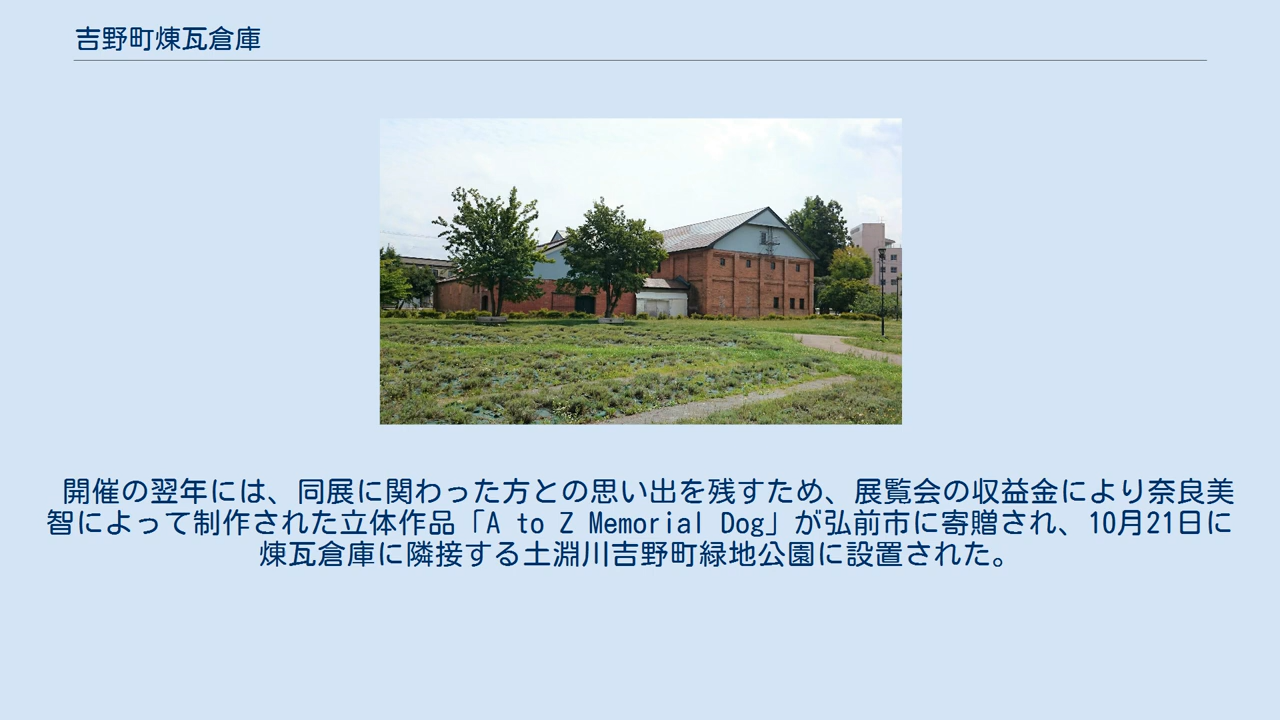 吉野町煉瓦倉庫
開催の翌年には、同展に関わった方との思い出を残すため、展覧会の収益金により奈良美
智によって制作された立体作品「A to Z Memorial Dog」が弘前市に寄贈され、10月21日に
煉瓦倉庫に隣接する土淵川吉野町緑地公園に設置された。